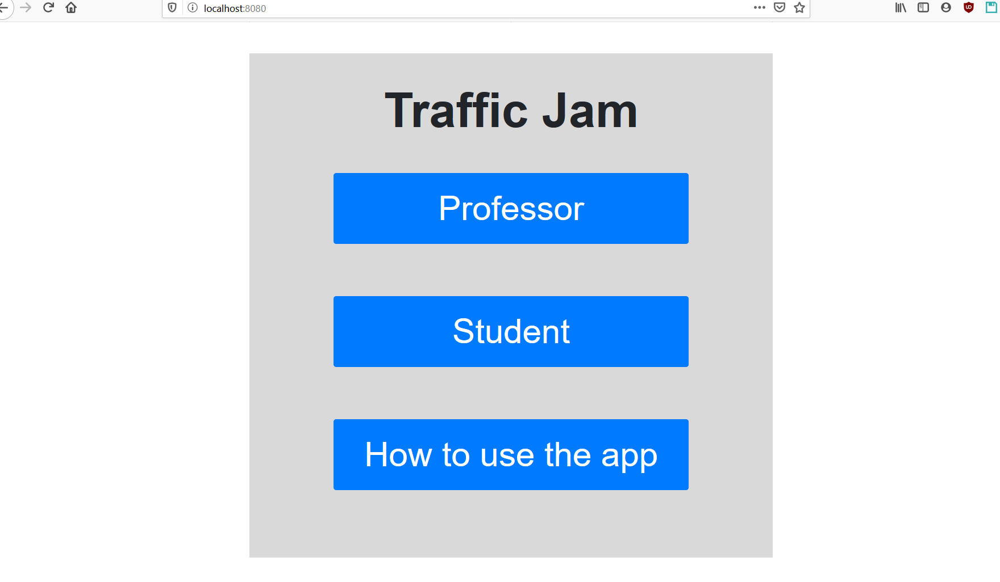 localhost:8080
Traffic Jam
Professor
Student
How to use the app